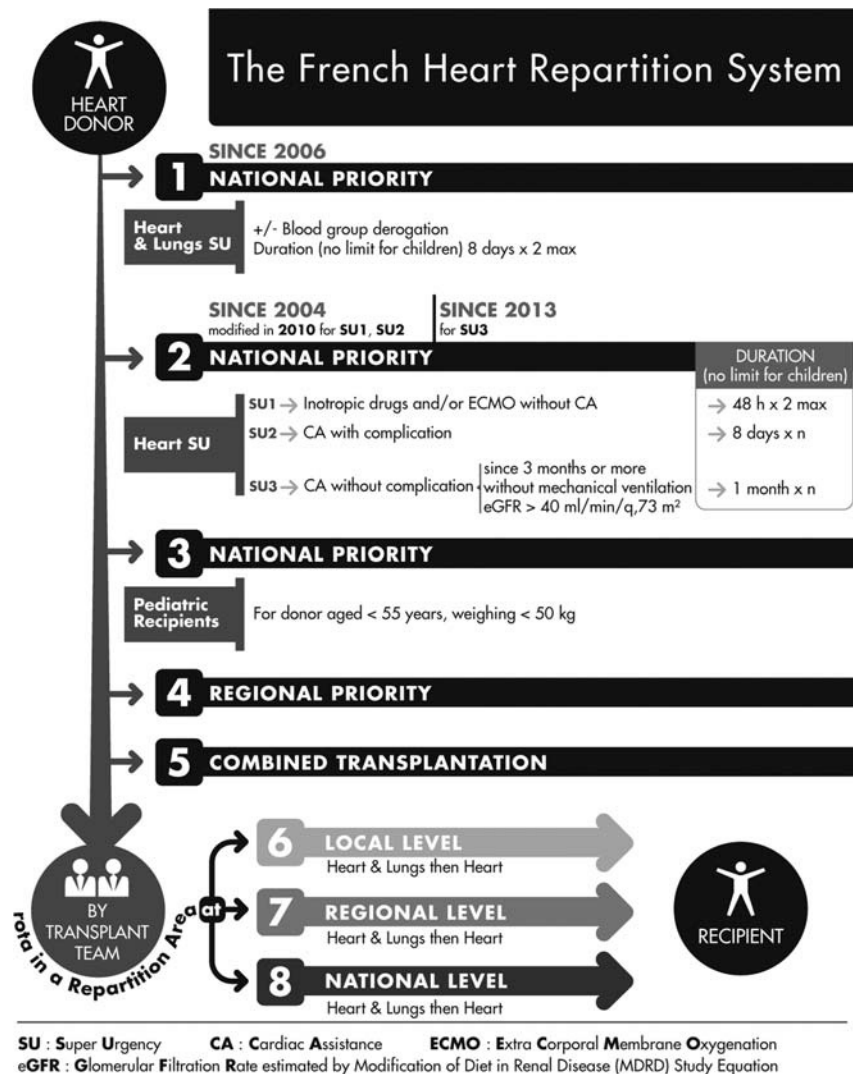 The French Heart Repartition System
HEART
DONOR
SINCE 2006
1 NATIONAL PRIORITY
Heart
& Lungs SU
+/- Blood group derogation
Duration (no limit for children) 8 days x 2 max
SINCE 2004
modified in 2010 for SU1, SU2
SINCE 2013
for SU3
2 NATIONAL PRIORITY
DURATION
(no limit for children)
Heart SU
SU1 → Inotropic drugs and/or ECMO without CA → 48 h x 2 max
SU2 → CA with complication → 8 days x n
SU3 → CA without complication
since 3 months or more
without mechanical ventilation
eGFR > 40 ml/min/q,73 m²
→ 1 month x n
3 NATIONAL PRIORITY
Pediatric
Recipients
For donor aged < 55 years, weighing < 50 kg
4 REGIONAL PRIORITY
5 COMBINED TRANSPLANTATION
BY
TRANSPLANT
TEAM
rota in a Repartition Area
at
6 LOCAL LEVEL
Heart & Lungs then Heart
7 REGIONAL LEVEL
Heart & Lungs then Heart
8 NATIONAL LEVEL
Heart & Lungs then Heart
RECIPIENT
SU : Super Urgency CA : Cardiac Assistance ECMO : Extra Corporal Membrane Oxygenation
eGFR : Glomerular Filtration Rate estimated by Modification of Diet in Renal Disease (MDRD) Study Equation